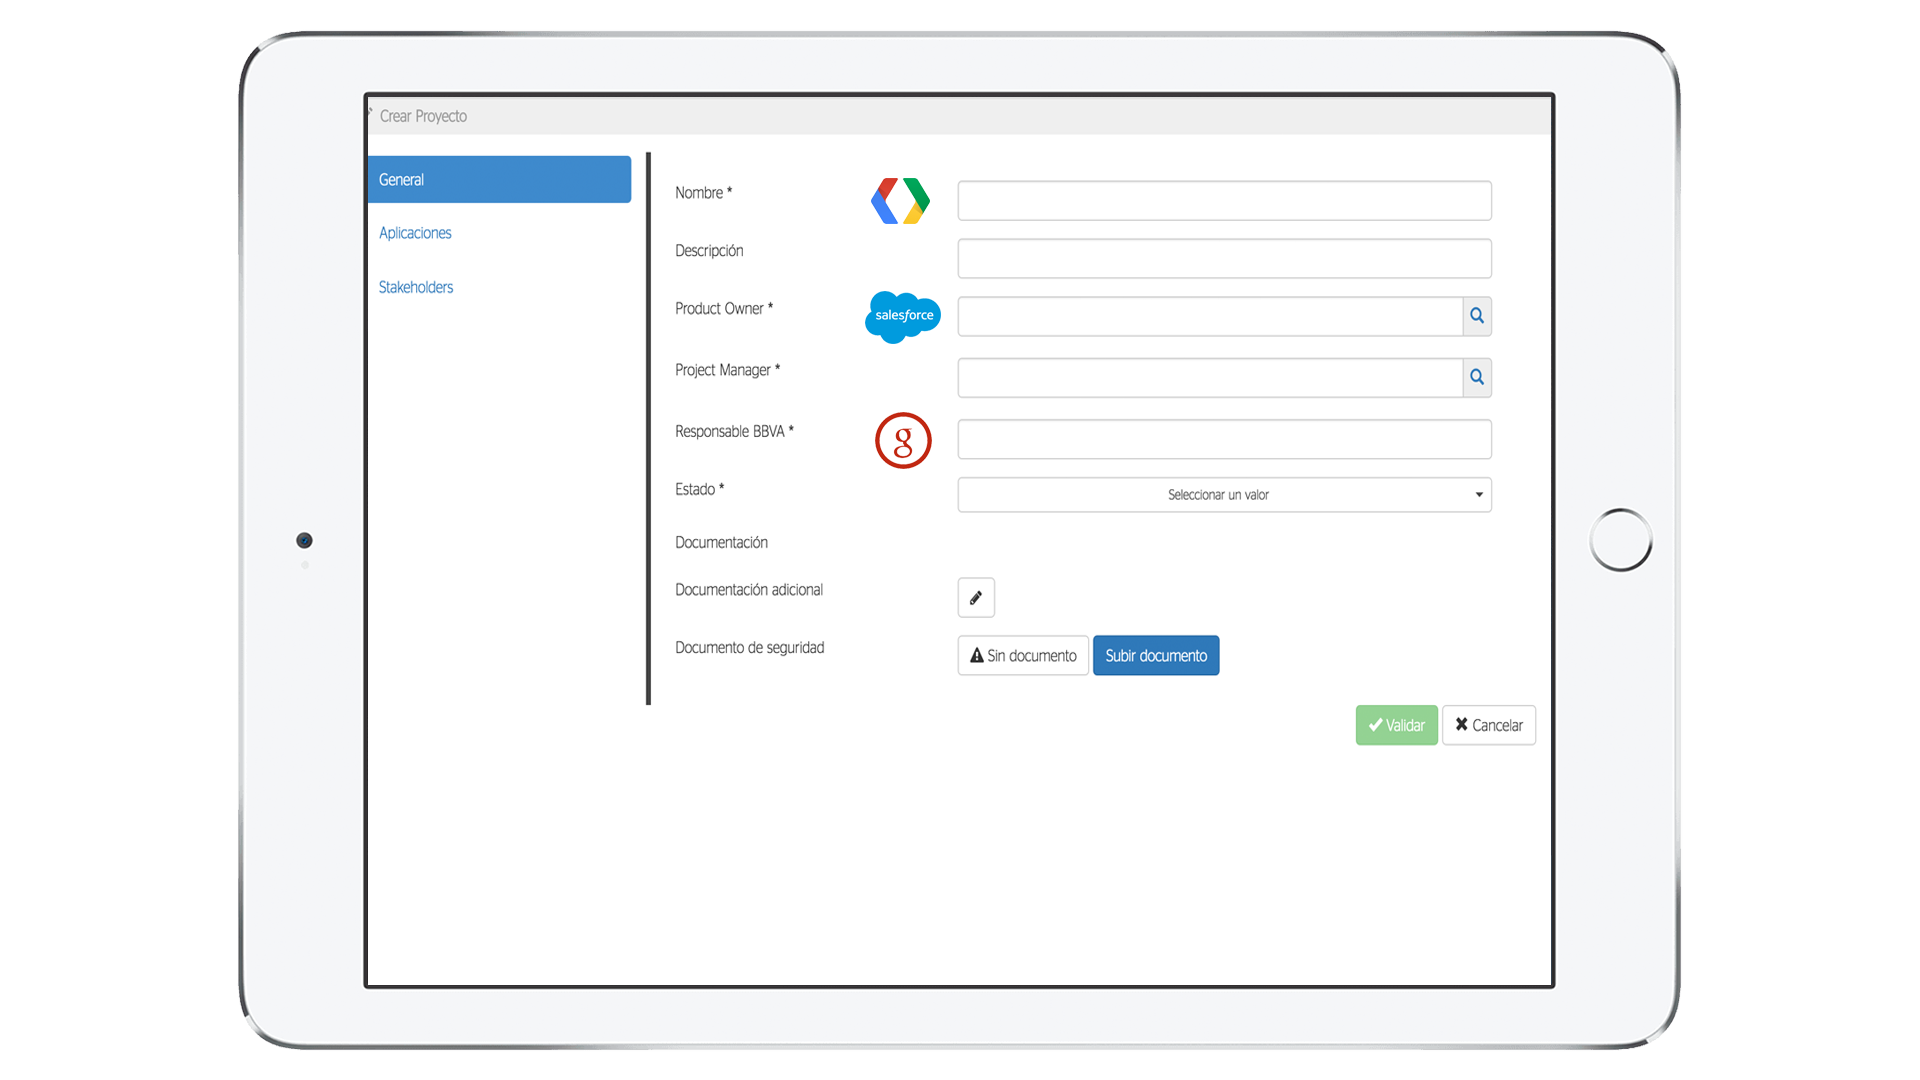 Crear Proyecto
General
Aplicaciones
Stakeholders
Nombre *
Descripción
Product Owner *
salesforce
Project Manager *
Responsable BBVA *
g
Estado *
Seleccionar un valor
Documentación
Documentación adicional
Documento de seguridad
Sin documento
Subir documento
Validar
Cancelar